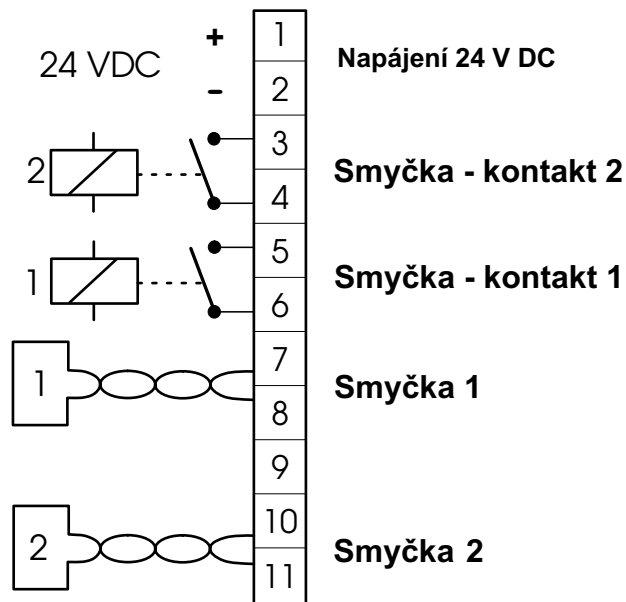 + 1
24 VDC Napájení 24 V DC
- 2
3
2 Smyčka - kontakt 2
4
5
1 Smyčka - kontakt 1
6
7
1 Smyčka 1
8
9
10
2 Smyčka 2
11